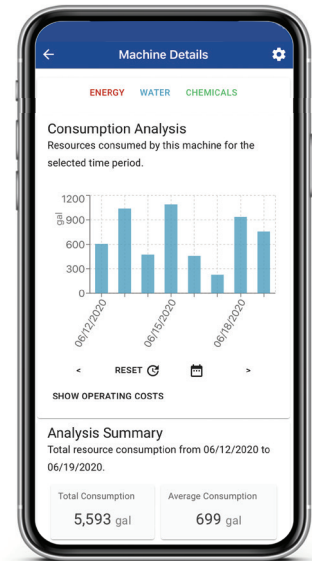 Machine Details
ENERGY WATER CHEMICALS
Consumption Analysis
Resources consumed by this machine for the
selected time period.
1200
gal
900
600
300
0
06/12/2020
06/15/2020
06/18/2020
< RESET >
SHOW OPERATING COSTS
Analysis Summary
Total resource consumption from 06/12/2020 to
06/19/2020.
Total Consumption Average Consumption
5,593 gal 699 gal